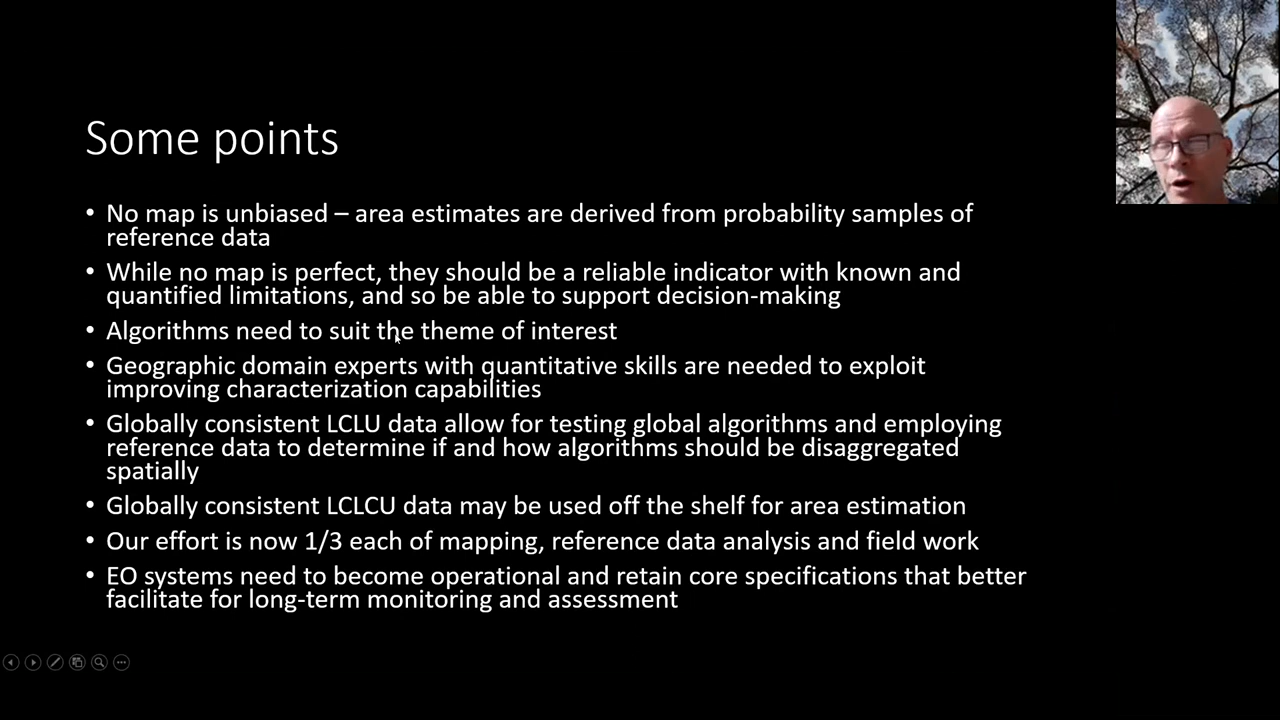 Some points
• No map is unbiased – area estimates are derived from probability samples of
reference data
• While no map is perfect, they should be a reliable indicator with known and
quantified limitations, and so be able to support decision-making
• Algorithms need to suit the theme of interest
• Geographic domain experts with quantitative skills are needed to exploit
improving characterization capabilities
• Globally consistent LCLU data allow for testing global algorithms and employing
reference data to determine if and how algorithms should be disaggregated
spatially
• Globally consistent LCLCU data may be used off the shelf for area estimation
• Our effort is now 1/3 each of mapping, reference data analysis and field work
• EO systems need to become operational and retain core specifications that better
facilitate for long-term monitoring and assessment